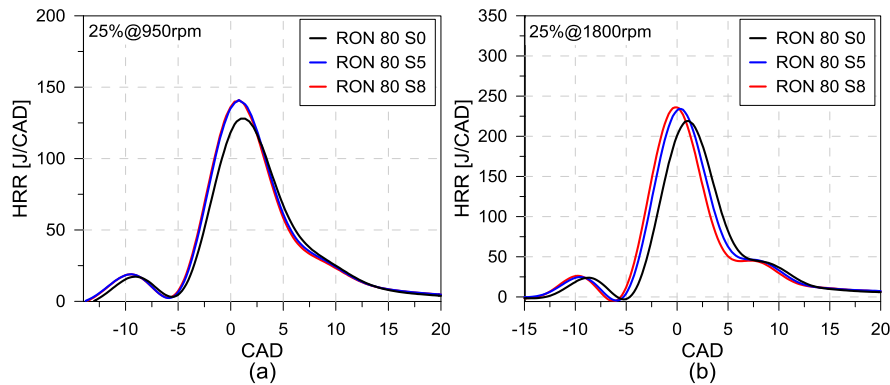 25%@950rpm
RON 80 S0
RON 80 S5
RON 80 S8
HRR [J/CAD]
200
150
100
50
0
-10 -5 0 5 10 15 20
CAD
(a)
25%@1800rpm
RON 80 S0
RON 80 S5
RON 80 S8
HRR [J/CAD]
350
300
250
200
150
100
50
0
-15 -10 -5 0 5 10 15 20
CAD
(b)